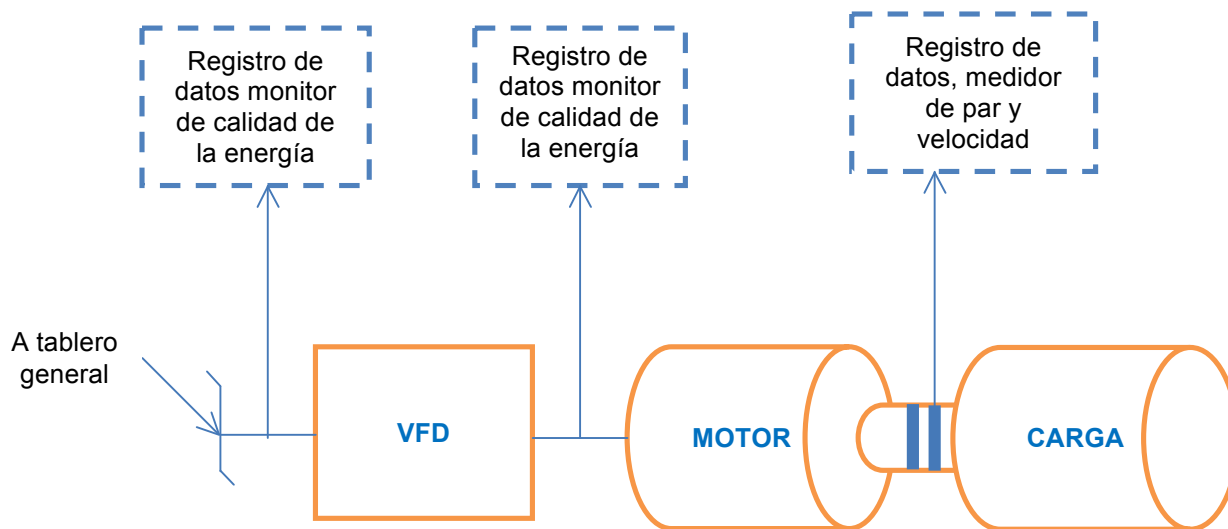 Registro de
datos monitor
de calidad de
la energía
Registro de
datos monitor
de calidad de
la energía
Registro de
datos, medidor
de par y
velocidad
A tablero
general
VFD
MOTOR
CARGA